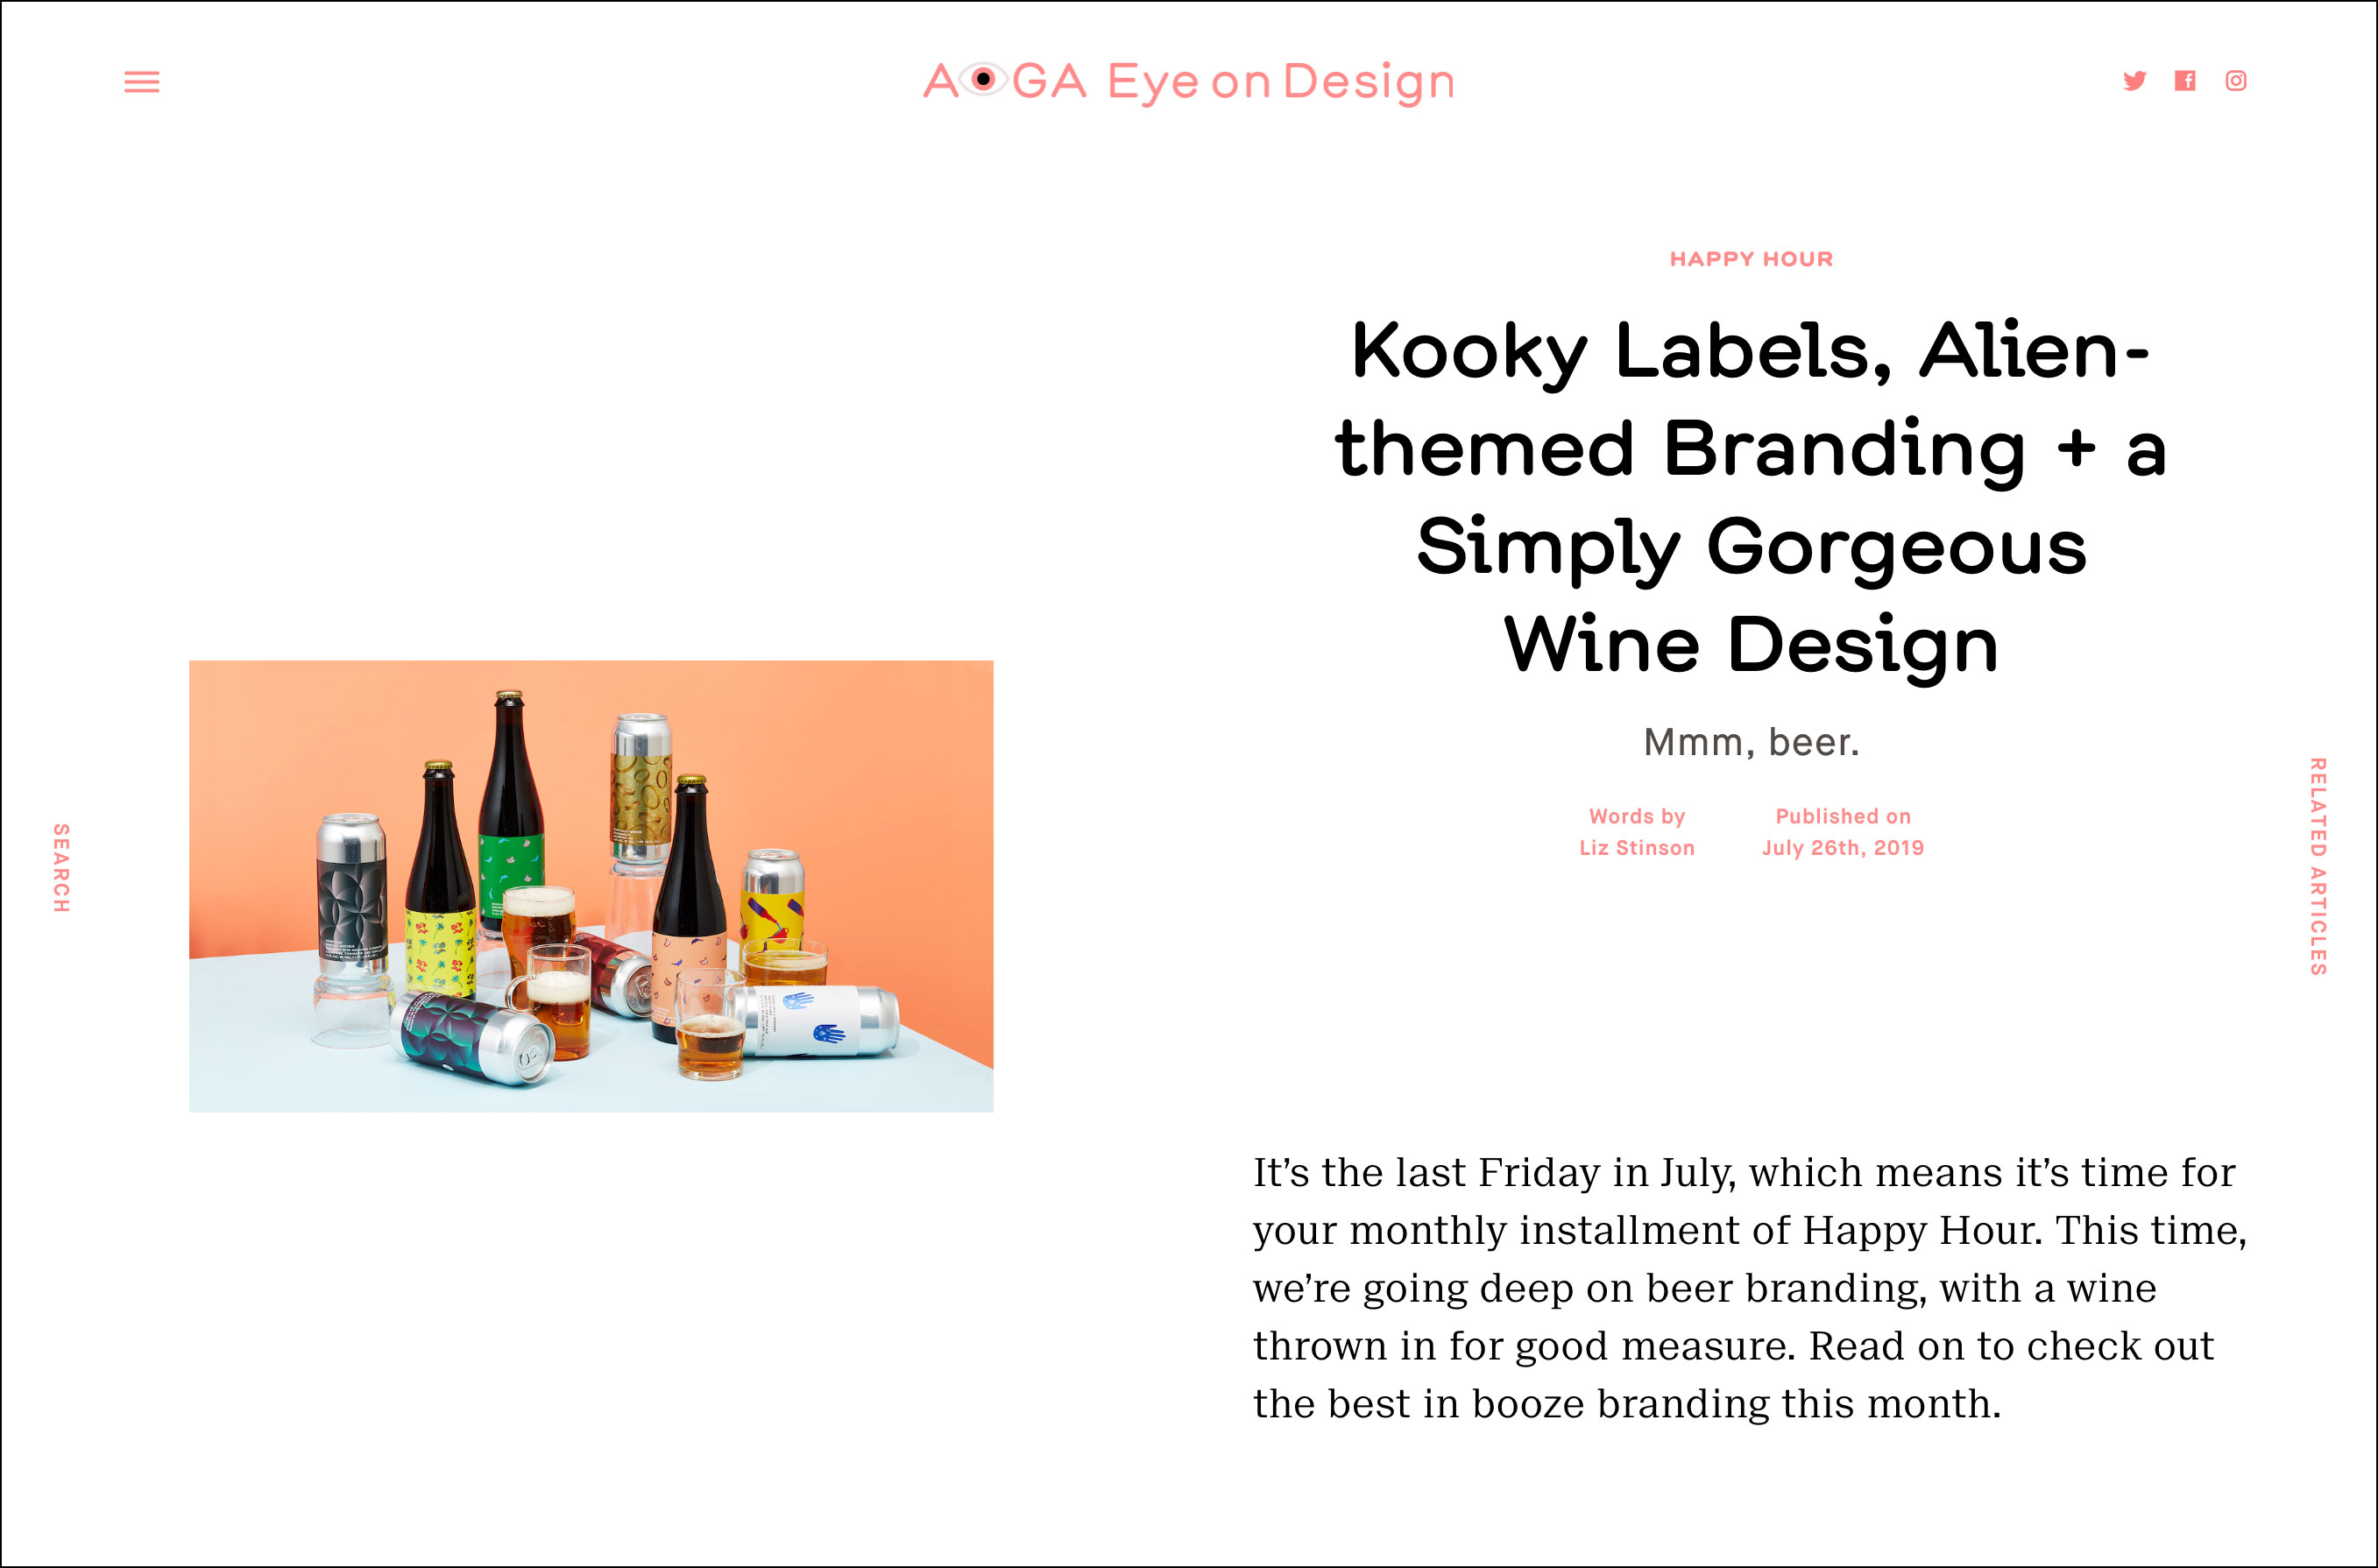 AIGA Eye on Design
HAPPY HOUR
Kooky Labels, Alien-
themed Branding + a
Simply Gorgeous
Wine Design
Mmm, beer.
Words by
Liz Stinson
Published on
July 26th, 2019
SEARCH
RELATED ARTICLES
It’s the last Friday in July, which means it’s time for
your monthly installment of Happy Hour. This time,
we’re going deep on beer branding, with a wine
thrown in for good measure. Read on to check out
the best in booze branding this month.